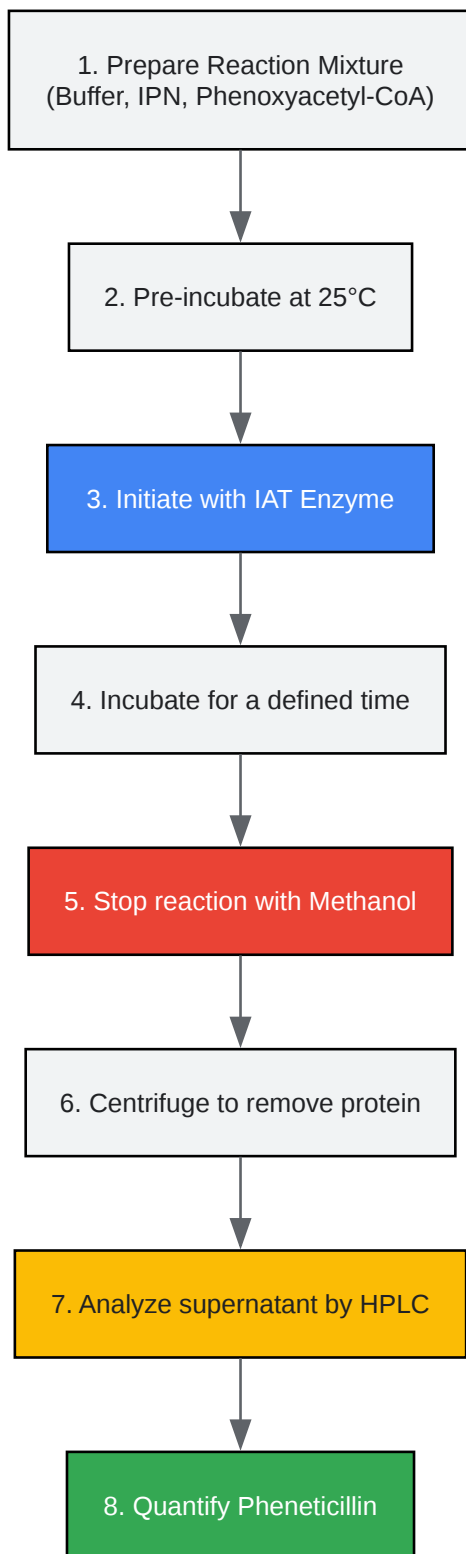 1. Prepare Reaction Mixture
(Buffer, IPN, Phenoxyacetyl-CoA)
2. Pre-incubate at 25°C
3. Initiate with IAT Enzyme
4. Incubate for a defined time
5. Stop reaction with Methanol
6. Centrifuge to remove protein
7. Analyze supernatant by HPLC
8. Quantify Pheneticillin